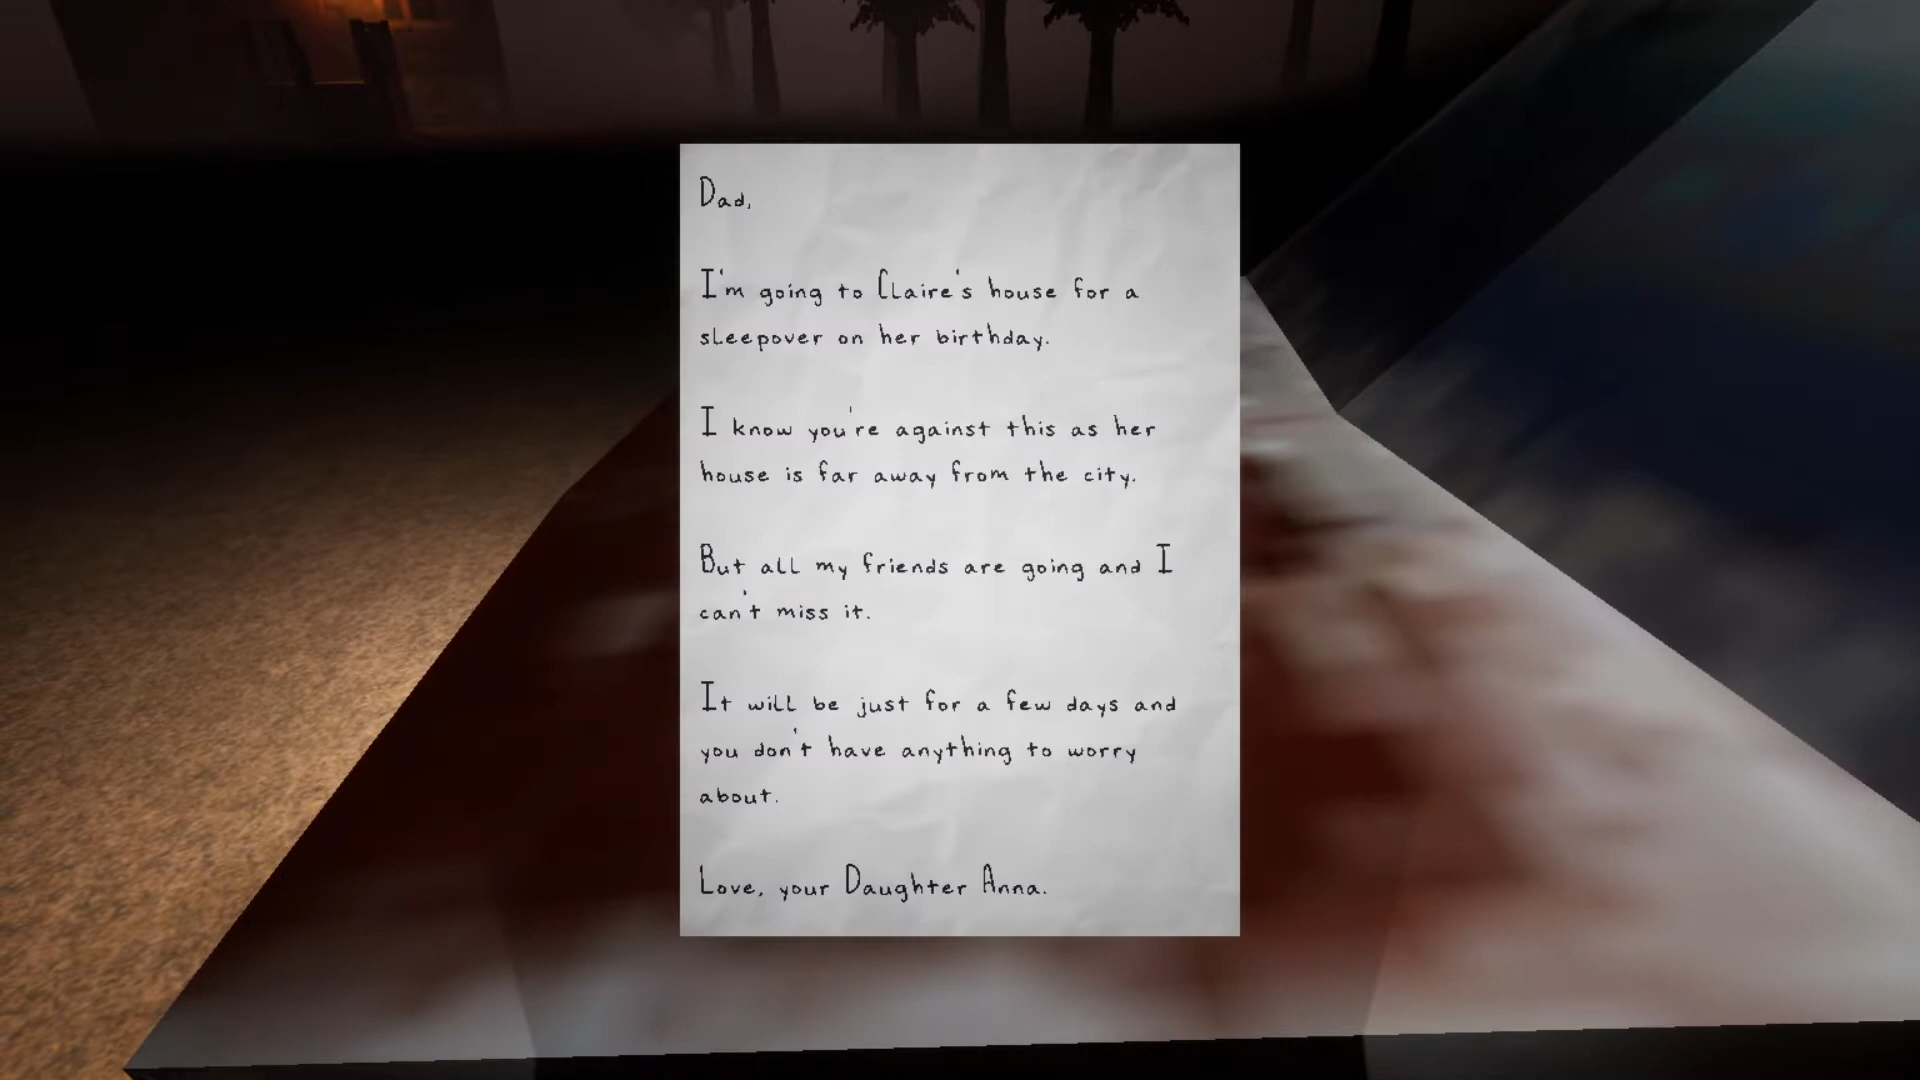 Dad,
I'm going to Claire's house for a
sleepover on her birthday.
I know you're against this as her
house is far away from the city.
But all my friends are going and I
can't miss it.
It will be just for a few days and
you don't have anything to worry
about.
Love, your Daughter Anna.